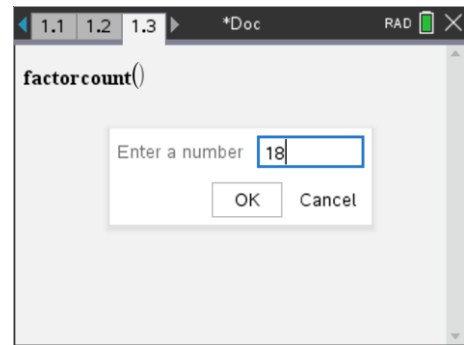 1.1 1.2 1.3 *Doc RAD
factorcount()
Enter a number 18
OK Cancel